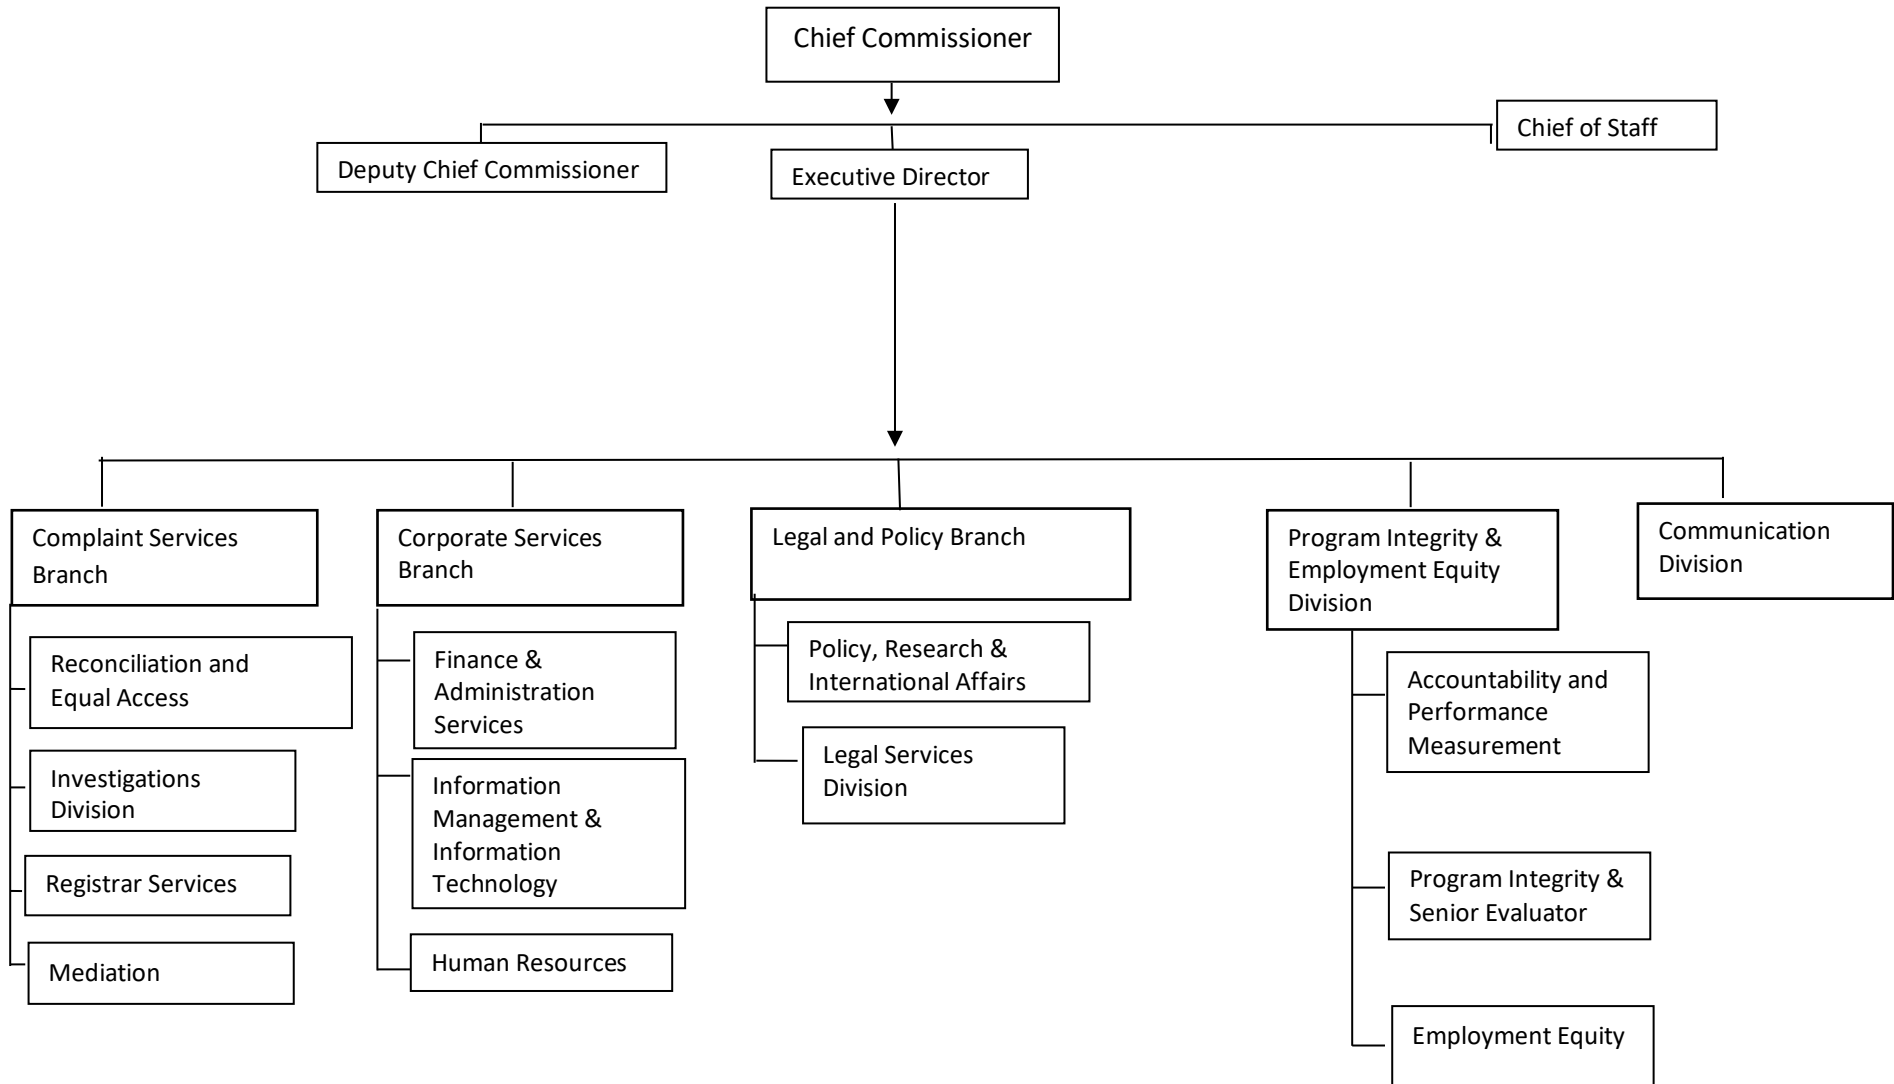 Chief Commissioner
Chief of Staff
Deputy Chief Commissioner
Executive Director
Complaint Services
Branch
Corporate Services
Branch
Legal and Policy Branch
Program Integrity &
Employment Equity
Division
Communication
Division
Reconciliation and
Equal Access
Investigations
Division
Registrar Services
Mediation
Finance &
Administration
Services
Information
Management &
Information
Technology
Human Resources
Policy, Research &
International Affairs
Legal Services
Division
Accountability and
Performance
Measurement
Program Integrity &
Senior Evaluator
Employment Equity